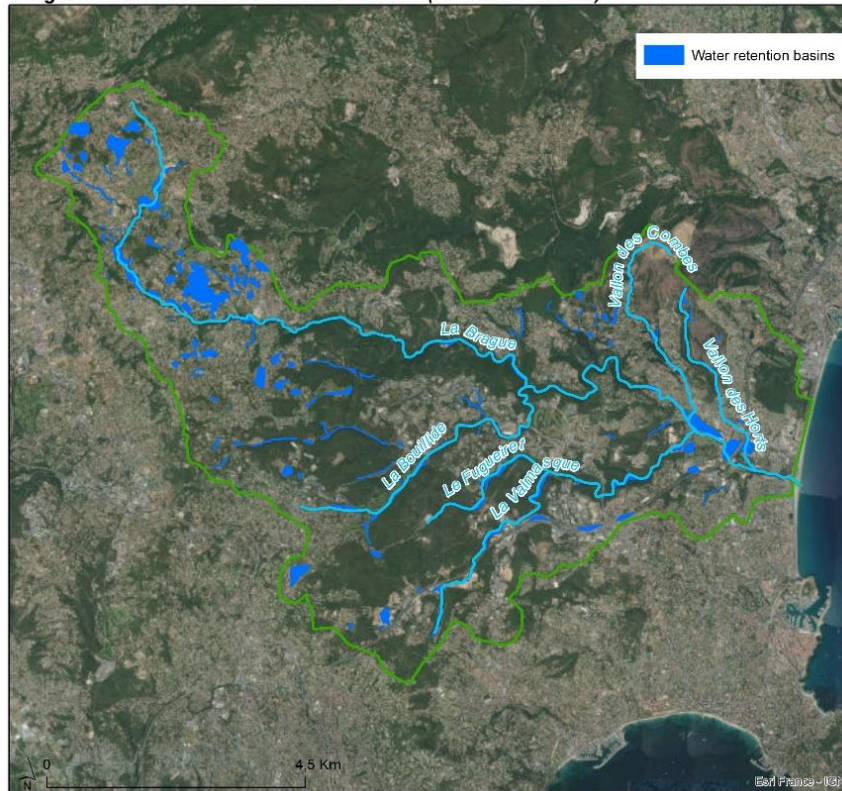 Water retention basins
Vallon des Combes
La Brague
Vallon des Horts
La Bouillide
Le Fugueiret
La Valmasque
0
4,5 Km
N
Esri France - IGN